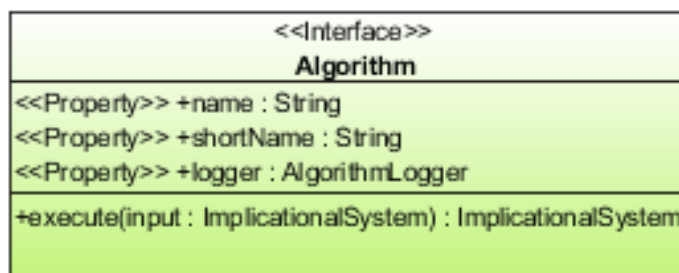 <<Interface>>
Algorithm
<<Property>> +name : String
<<Property>> +shortName : String
<<Property>> +logger : AlgorithmLogger
+execute(input : ImplicationalSystem) : ImplicationalSystem